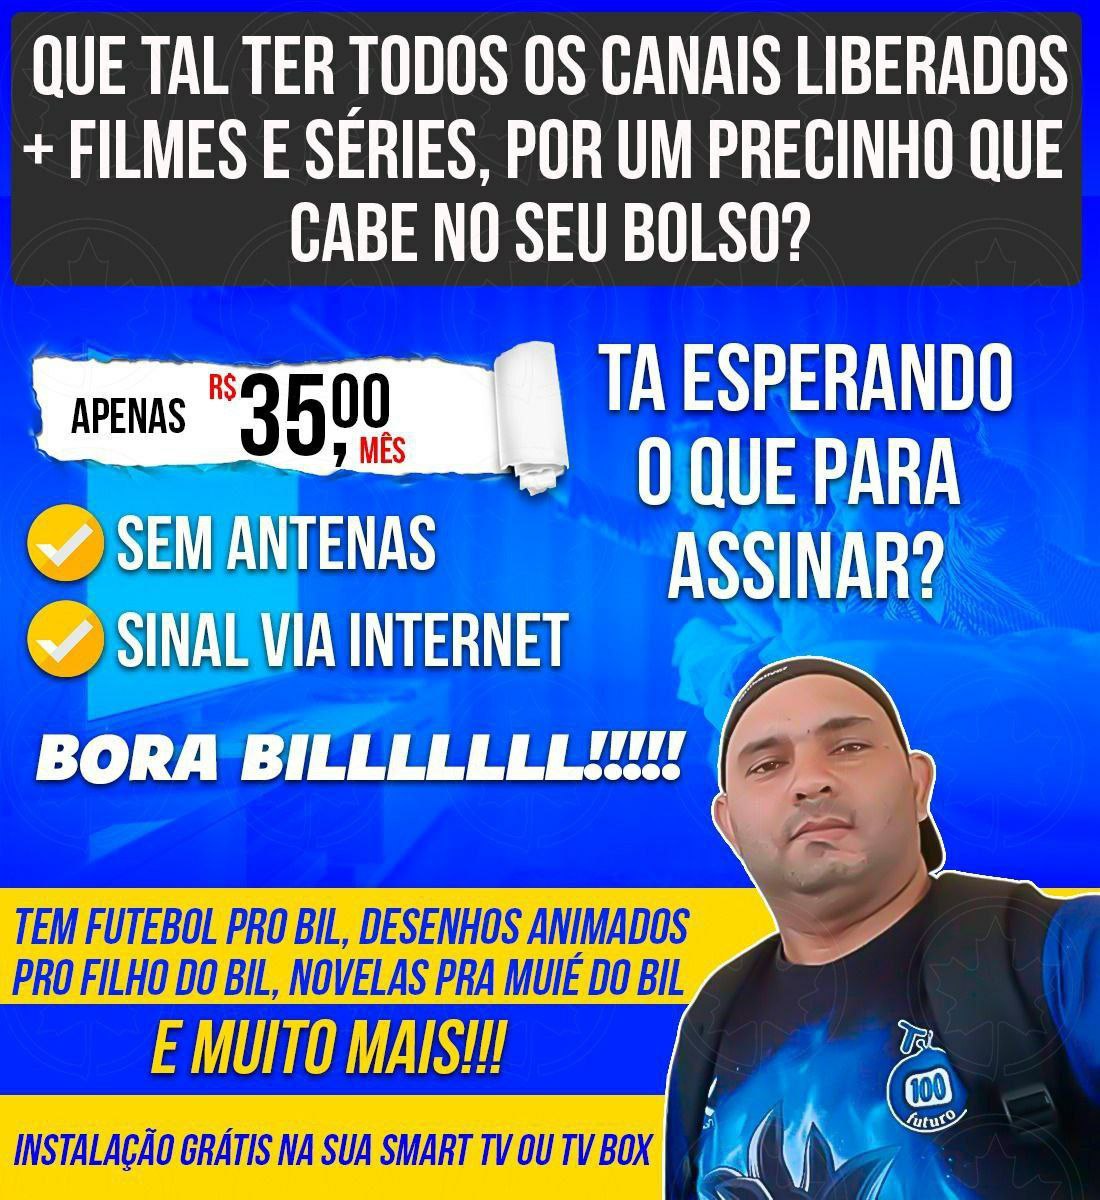 QUE TAL TER TODOS OS CANAIS LIBERADOS
+ FILMES E SÉRIES, POR UM PRECINHO QUE
CABE NO SEU BOLSO?
APENAS R$ 35,00 MÊS
TA ESPERANDO
O QUE PARA
ASSINAR?
SEM ANTENAS
SINAL VIA INTERNET
BORA BILLLLLLLL!!!!!
TEM FUTEBOL PRO BIL, DESENHOS ANIMADOS
PRO FILHO DO BIL, NOVELAS PRA MUIÉ DO BIL
E MUITO MAIS!!!
100
futuro
INSTALAÇÃO GRÁTIS NA SUA SMART TV OU TV BOX